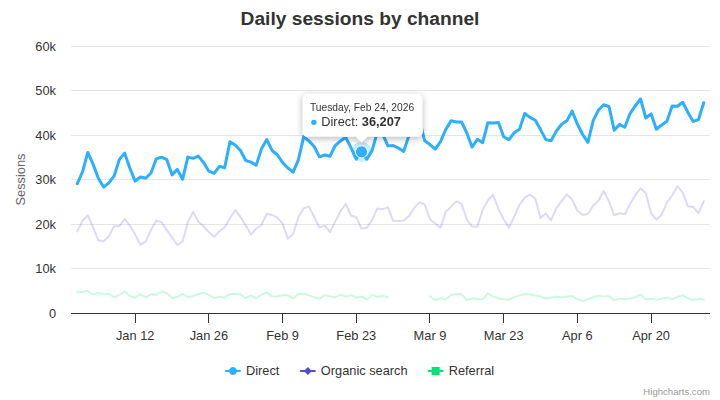 Daily sessions by channel
Sessions
60k
50k
40k
30k
20k
10k
0
Tuesday, Feb 24, 2026
Direct: 36,207
Jan 12
Jan 26
Feb 9
Feb 23
Mar 9
Mar 23
Apr 6
Apr 20
Direct
Organic search
Referral
Highcharts.com